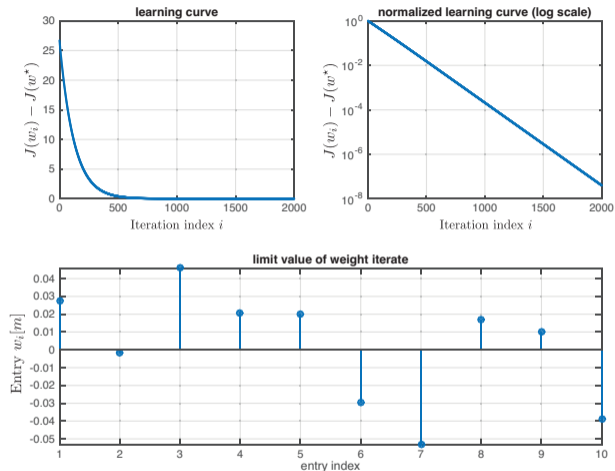 learning curve
30
25
20
15
10
5
0
J(w_i) − J(w*)
0 500 1000 1500 2000
Iteration index i
normalized learning curve (log scale)
10^0
10^-2
10^-4
10^-6
10^-8
J(w_i) − J(w*)
0 500 1000 1500 2000
Iteration index i
limit value of weight iterate
0.04
0.03
0.02
0.01
0
-0.01
-0.02
-0.03
-0.04
-0.05
Entry w_i[m]
1 2 3 4 5 6 7 8 9 10
entry index